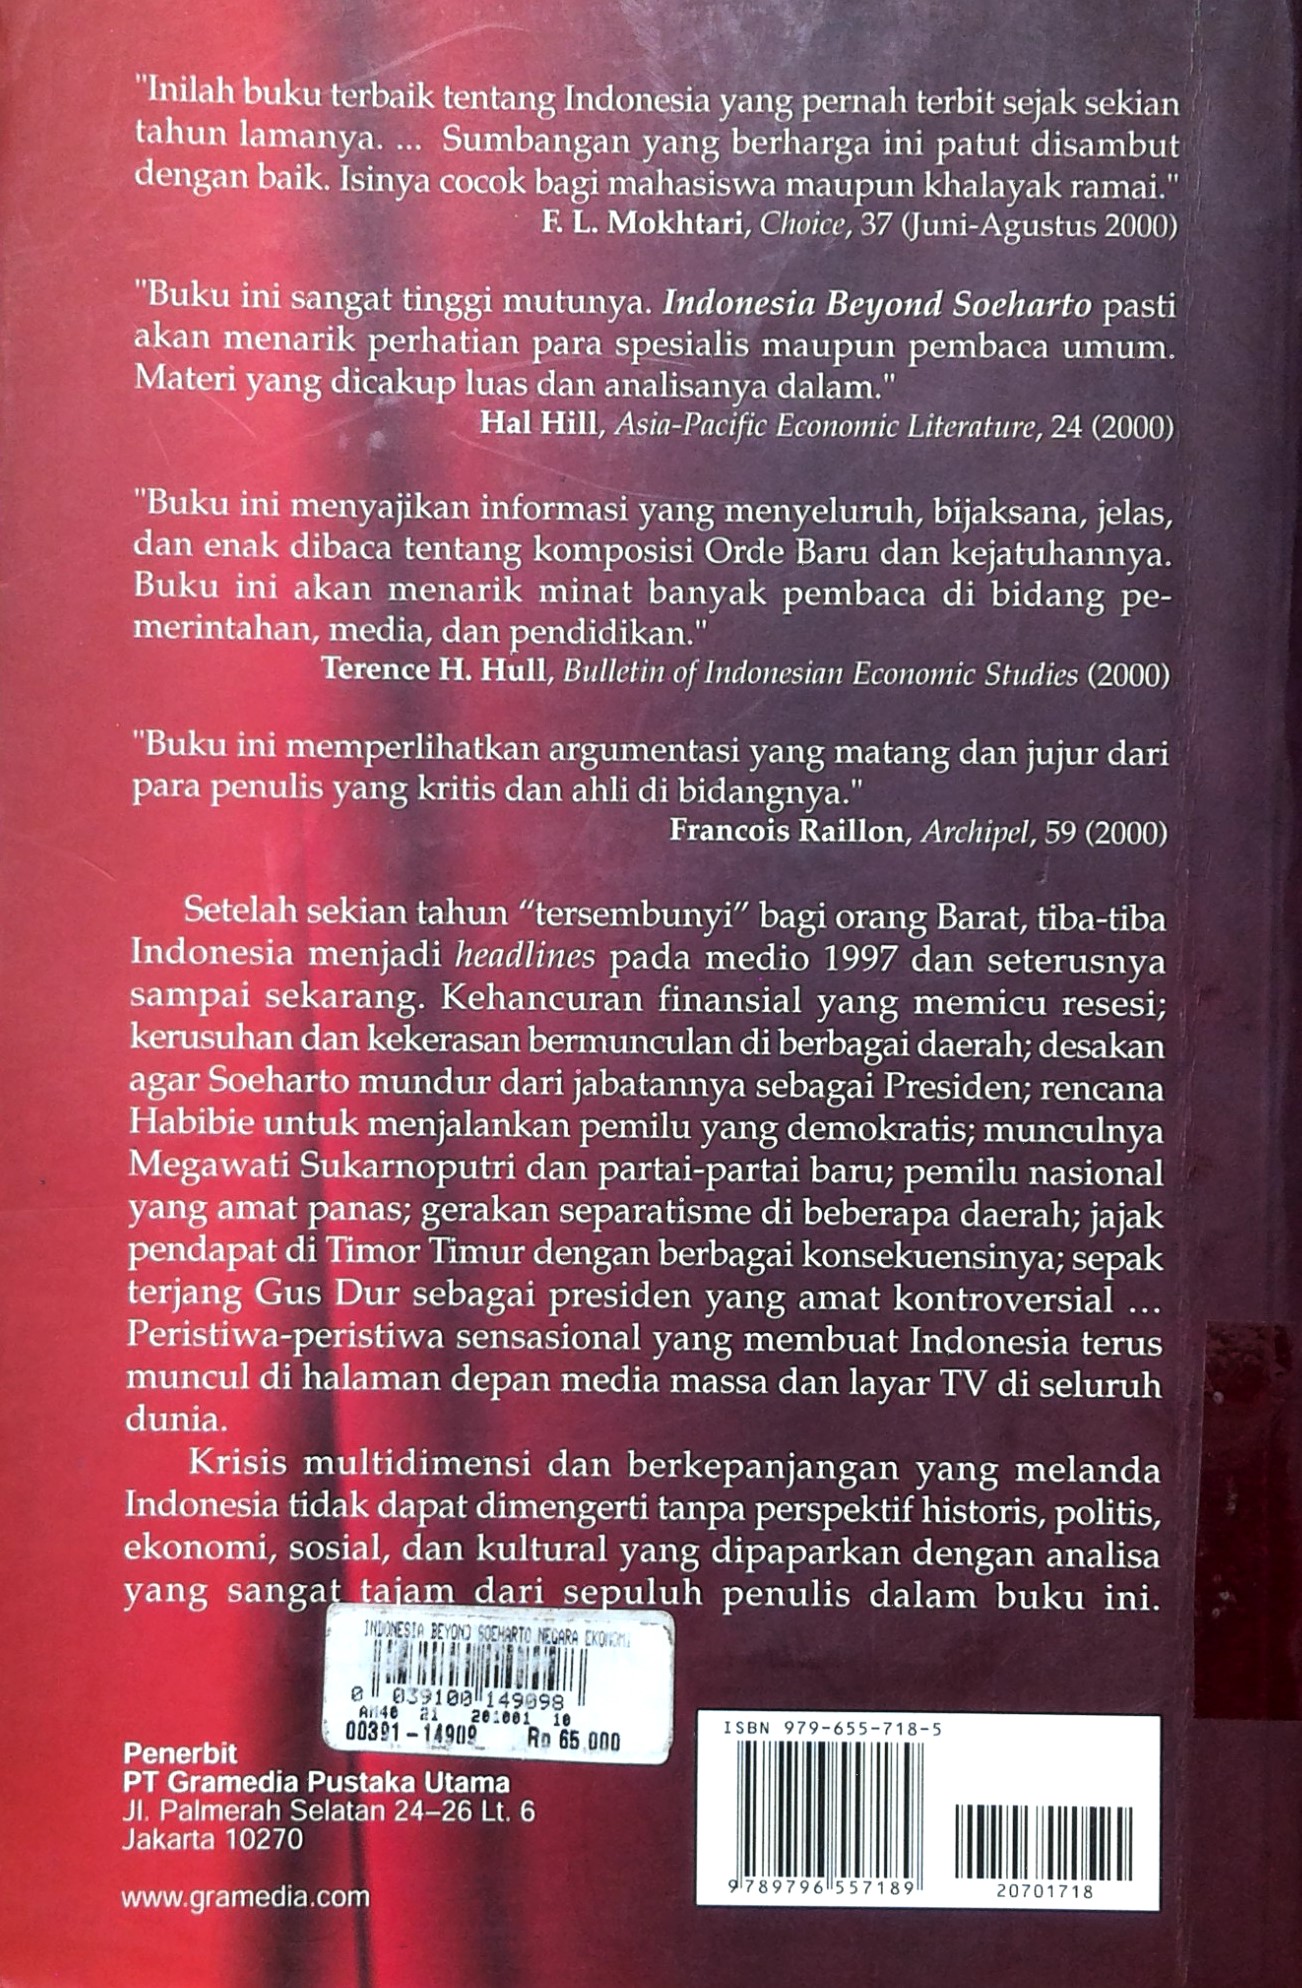 "Inilah buku terbaik tentang Indonesia yang pernah terbit sejak sekian
tahun lamanya. ... Sumbangan yang berharga ini patut disambut
dengan baik. Isinya cocok bagi mahasiswa maupun khalayak ramai."
F. L. Mokhtari, Choice, 37 (Juni-Agustus 2000)
"Buku ini sangat tinggi mutunya. Indonesia Beyond Soeharto pasti
akan menarik perhatian para spesialis maupun pembaca umum.
Materi yang dicakup luas dan analisanya dalam."
Hal Hill, Asia-Pacific Economic Literature, 24 (2000)
"Buku ini menyajikan informasi yang menyeluruh, bijaksana, jelas,
dan enak dibaca tentang komposisi Orde Baru dan kejatuhannya.
Buku ini akan menarik minat banyak pembaca di bidang pe-
merintahan, media, dan pendidikan."
Terence H. Hull, Bulletin of Indonesian Economic Studies (2000)
"Buku ini memperlihatkan argumentasi yang matang dan jujur dari
para penulis yang kritis dan ahli di bidangnya."
Francois Raillon, Archipel, 59 (2000)
Setelah sekian tahun "tersembunyi" bagi orang Barat, tiba-tiba
Indonesia menjadi headlines pada medio 1997 dan seterusnya
sampai sekarang. Kehancuran finansial yang memicu resesi;
kerusuhan dan kekerasan bermunculan di berbagai daerah; desakan
agar Soeharto mundur dari jabatannya sebagai Presiden; rencana
Habibie untuk menjalankan pemilu yang demokratis; munculnya
Megawati Sukarnoputri dan partai-partai baru; pemilu nasional
yang amat panas; gerakan separatisme di beberapa daerah; jajak
pendapat di Timor Timur dengan berbagai konsekuensinya; sepak
terjang Gus Dur sebagai presiden yang amat kontroversial ...
Peristiwa-peristiwa sensasional yang membuat Indonesia terus
muncul di halaman depan media massa dan layar TV di seluruh
dunia.
Krisis multidimensi dan berkepanjangan yang melanda
Indonesia tidak dapat dimengerti tanpa perspektif historis, politis,
ekonomi, sosial, dan kultural yang dipaparkan dengan analisa
yang sangat tajam dari sepuluh penulis dalam buku ini.
INDONESIA BEYOND SOEHARTO NEGARA EKONOMI
0 039100 149098
21 201001 10
00391-14909 Rp 65.000
Penerbit
PT Gramedia Pustaka Utama
Jl. Palmerah Selatan 24–26 Lt. 6
Jakarta 10270
www.gramedia.com
ISBN 979-655-718-5
9 789796 557189
20701718